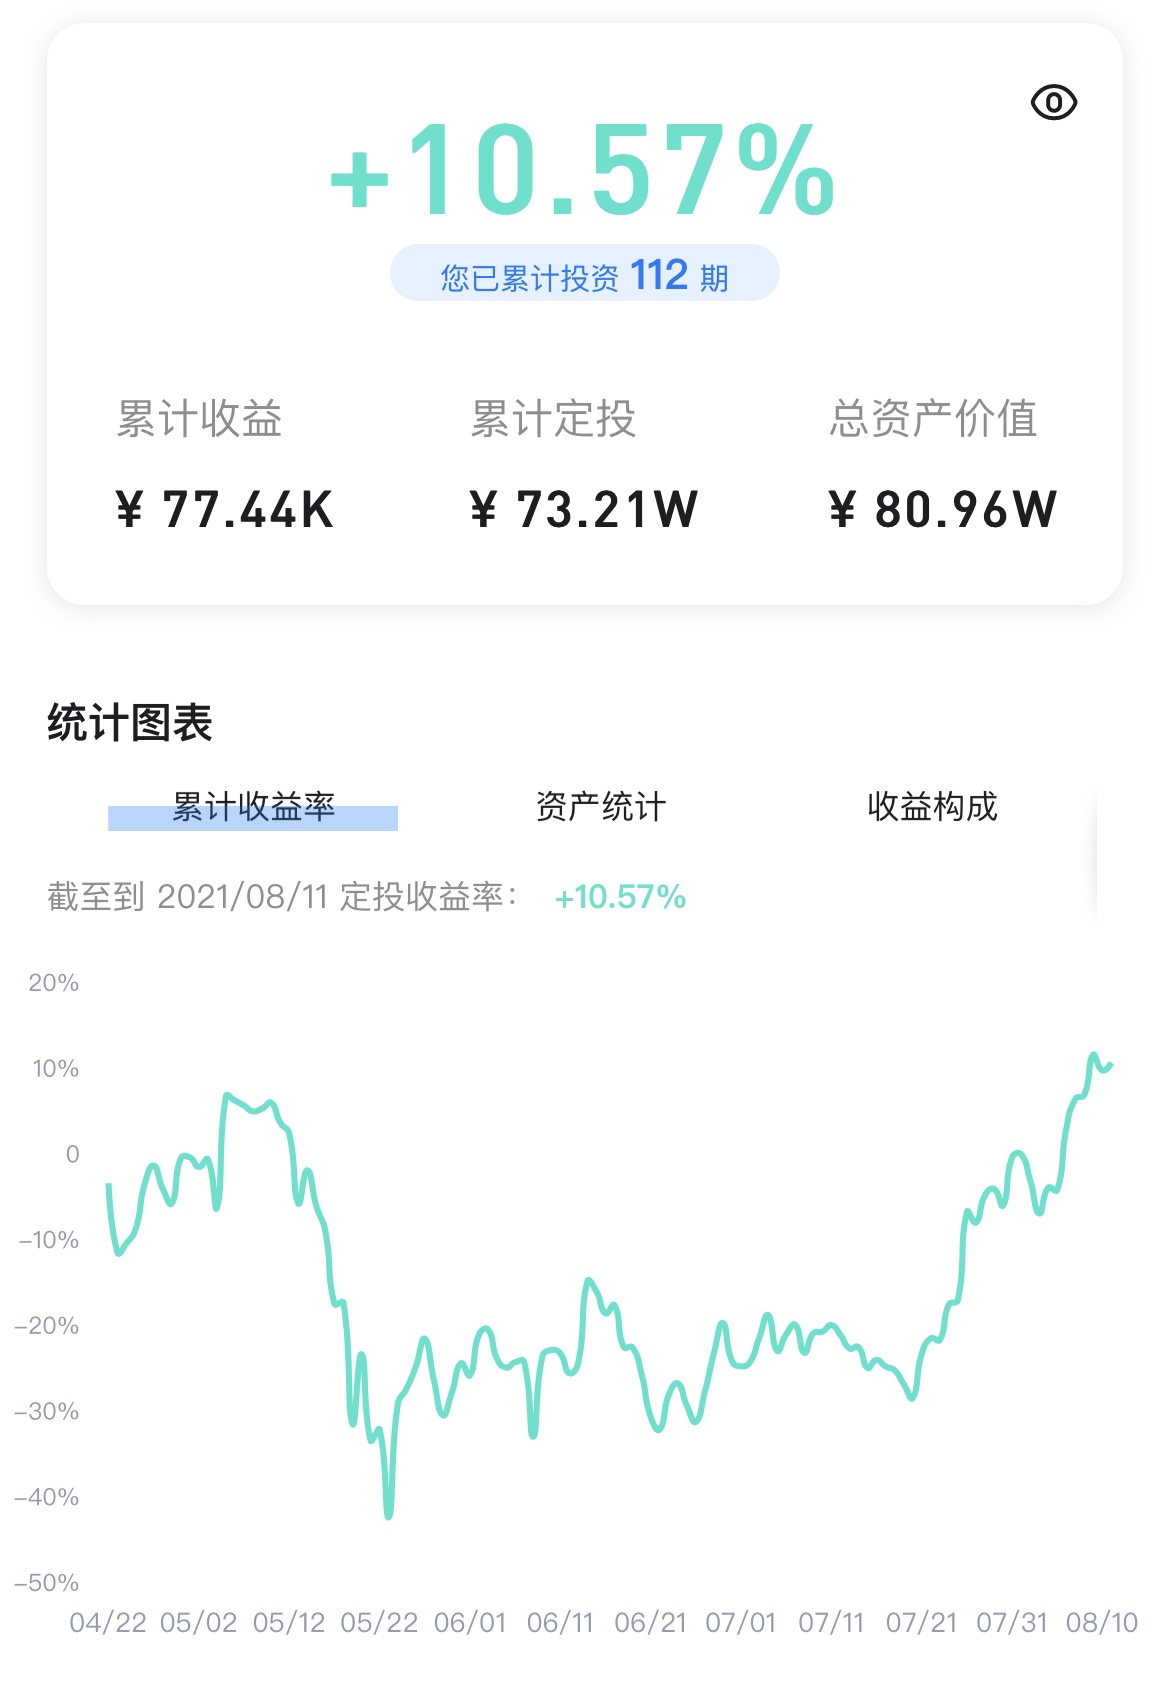 +10.57%
您已累计投资 112 期
累计收益 累计定投 总资产价值
¥ 77.44K ¥ 73.21W ¥ 80.96W
统计图表
累计收益率 资产统计 收益构成
截至到 2021/08/11 定投收益率： +10.57%
20%
10%
0
-10%
-20%
-30%
-40%
-50%
04/22 05/02 05/12 05/22 06/01 06/11 06/21 07/01 07/11 07/21 07/31 08/10